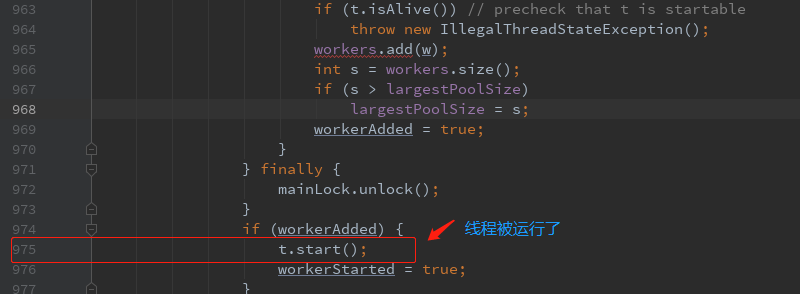 963 if (t.isAlive()) // precheck that t is startable
964 throw new IllegalThreadStateException();
965 workers.add(w);
966 int s = workers.size();
967 if (s > largestPoolSize)
968 largestPoolSize = s;
969 workerAdded = true;
970 }
971 } finally {
972 mainLock.unlock();
973 }
974 if (workerAdded) { 线程被运行了
975 t.start();
976 workerStarted = true;
977 }